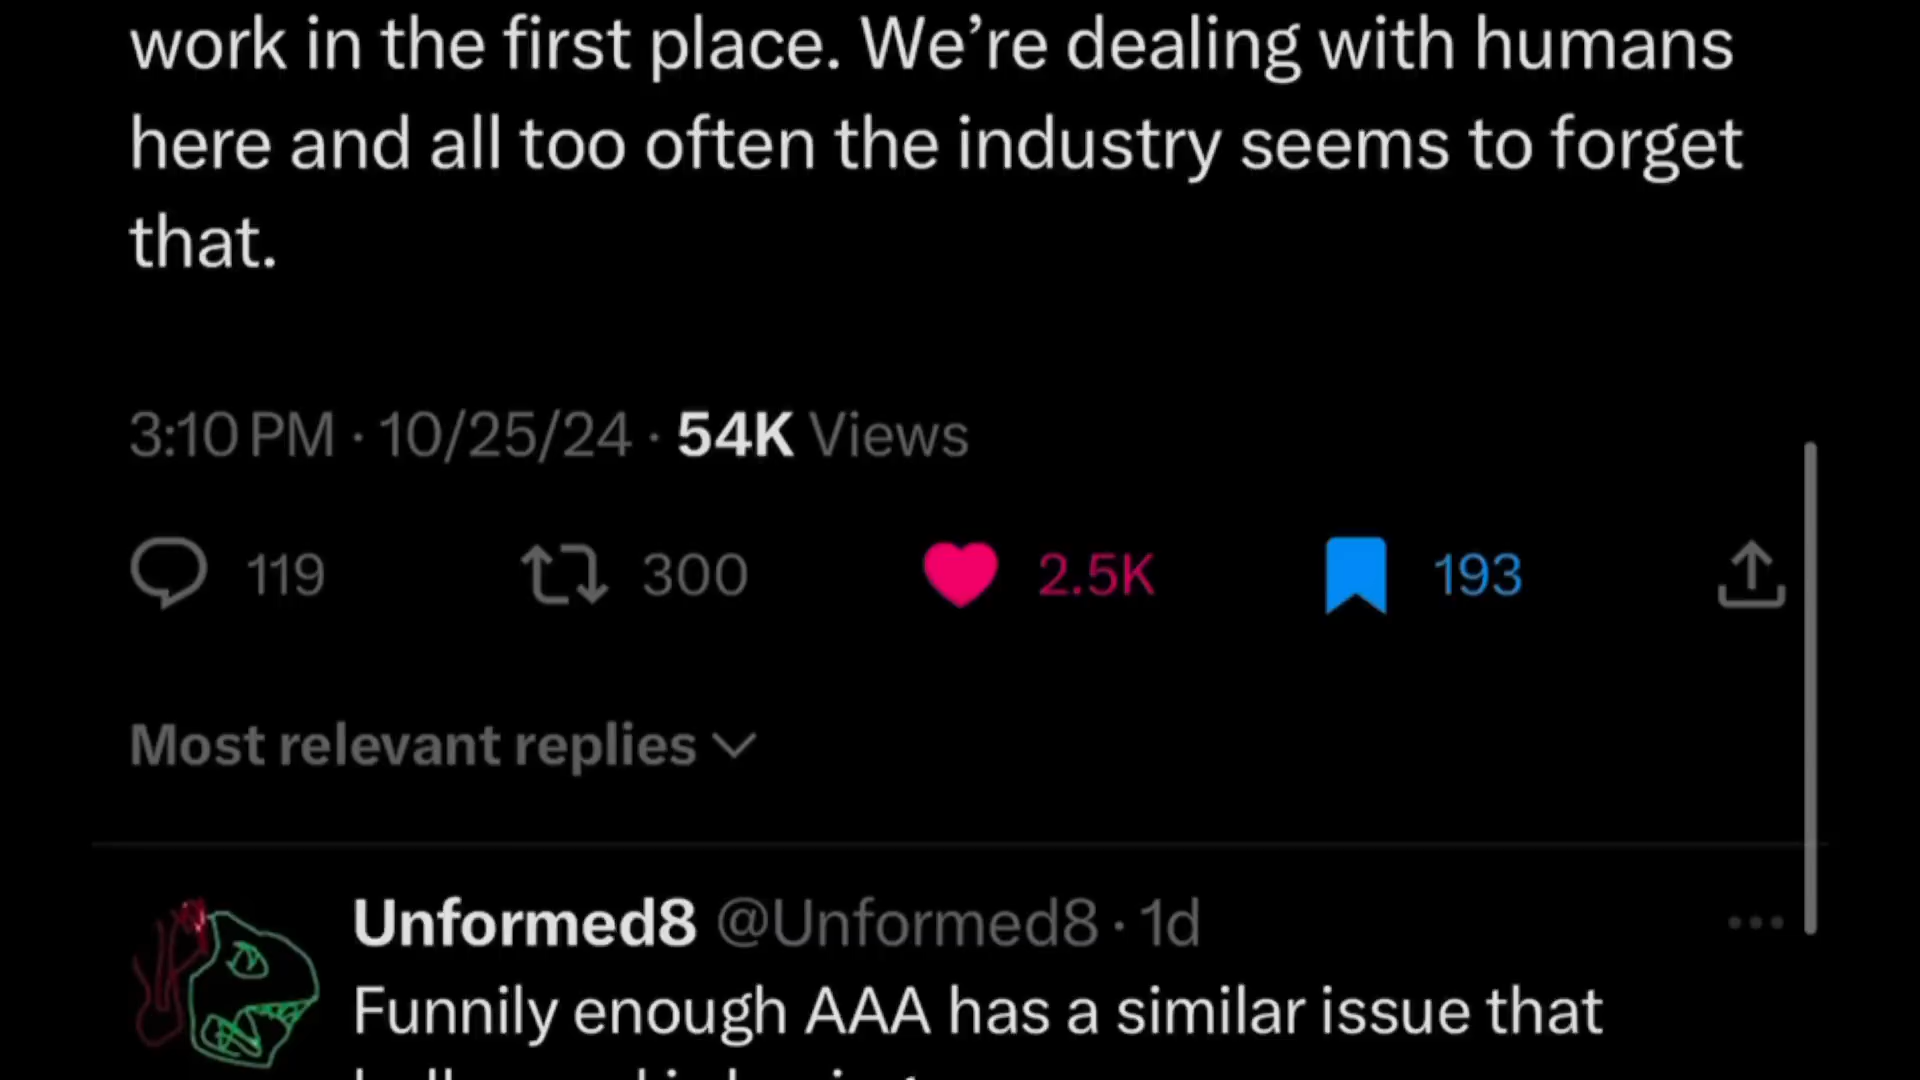 work in the first place. We’re dealing with humans
here and all too often the industry seems to forget
that.
3:10 PM · 10/25/24 · 54K Views
119 300 2.5K 193
Most relevant replies
Unformed8 @Unformed8 · 1d
Funnily enough AAA has a similar issue that